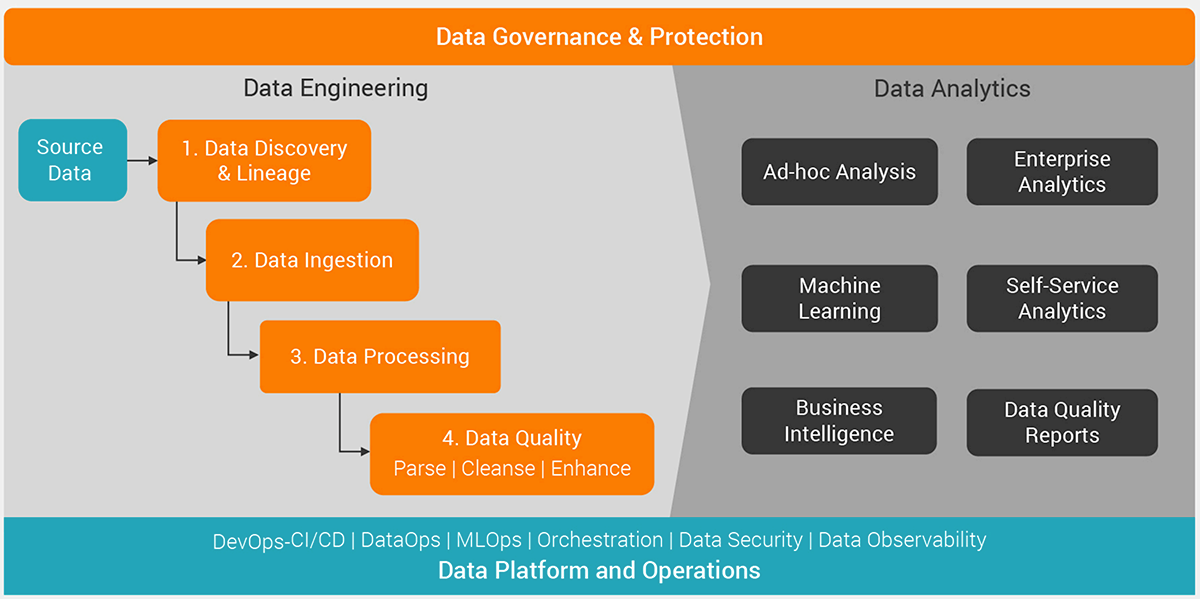 Data Governance & Protection
Data Engineering
Source
Data
1. Data Discovery
& Lineage
2. Data Ingestion
3. Data Processing
4. Data Quality
Parse | Cleanse | Enhance
Data Analytics
Ad-hoc Analysis
Enterprise
Analytics
Machine
Learning
Self-Service
Analytics
Business
Intelligence
Data Quality
Reports
DevOps-CI/CD | DataOps | MLOps | Orchestration | Data Security | Data Observability
Data Platform and Operations